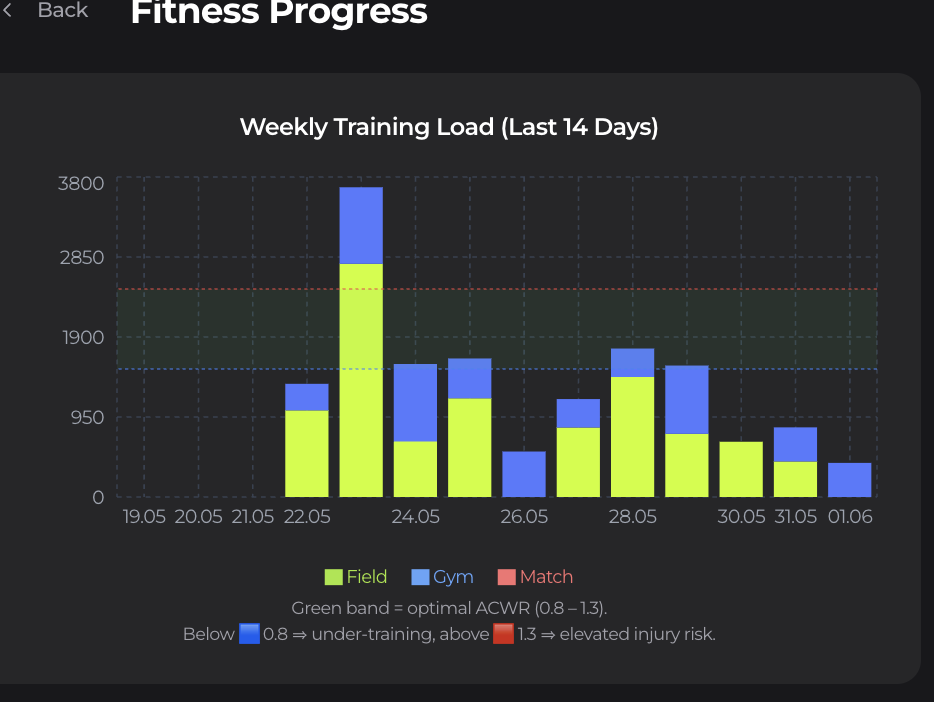 Back Fitness Progress
Weekly Training Load (Last 14 Days)
3800
2850
1900
950
0
19.05 20.05 21.05 22.05 24.05 26.05 28.05 30.05 31.05 01.06
Field Gym Match
Green band = optimal ACWR (0.8 – 1.3).
Below 🟦 0.8 ⇒ under-training, above 🟥 1.3 ⇒ elevated injury risk.